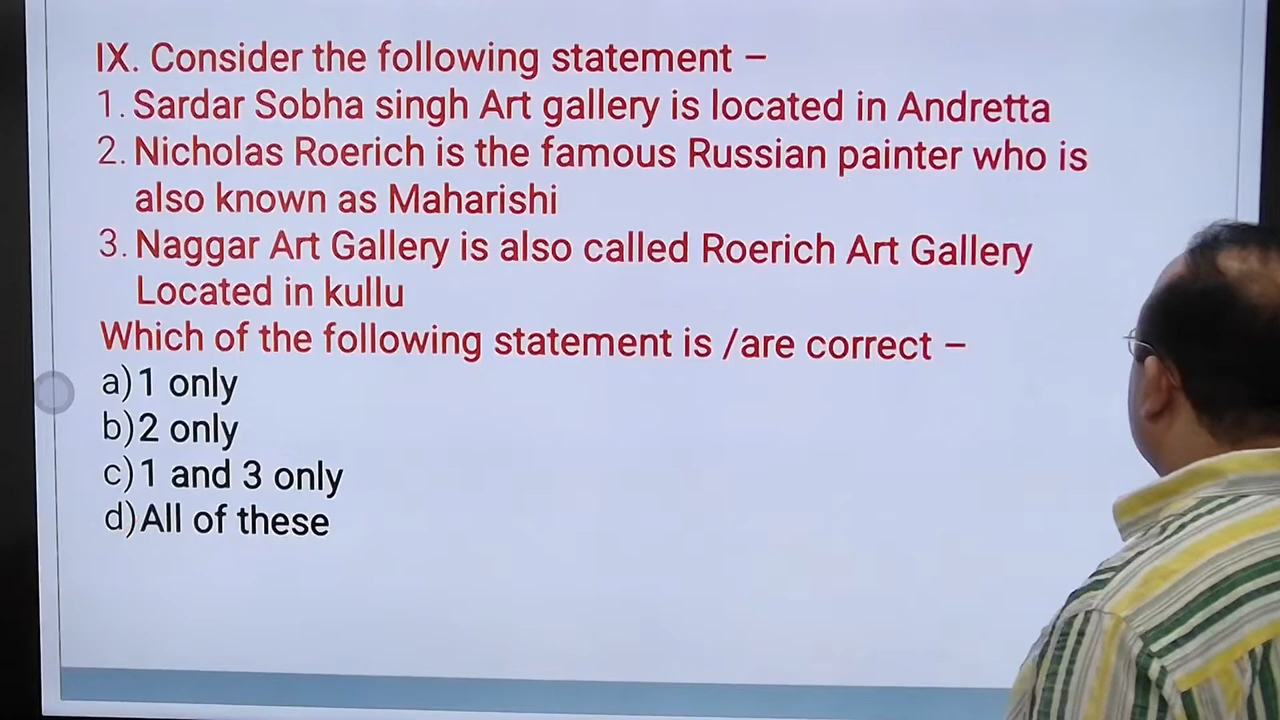 IX. Consider the following statement –
1. Sardar Sobha singh Art gallery is located in Andretta
2. Nicholas Roerich is the famous Russian painter who is
also known as Maharishi
3. Naggar Art Gallery is also called Roerich Art Gallery
Located in kullu
Which of the following statement is /are correct –
a) 1 only
b) 2 only
c) 1 and 3 only
d) All of these